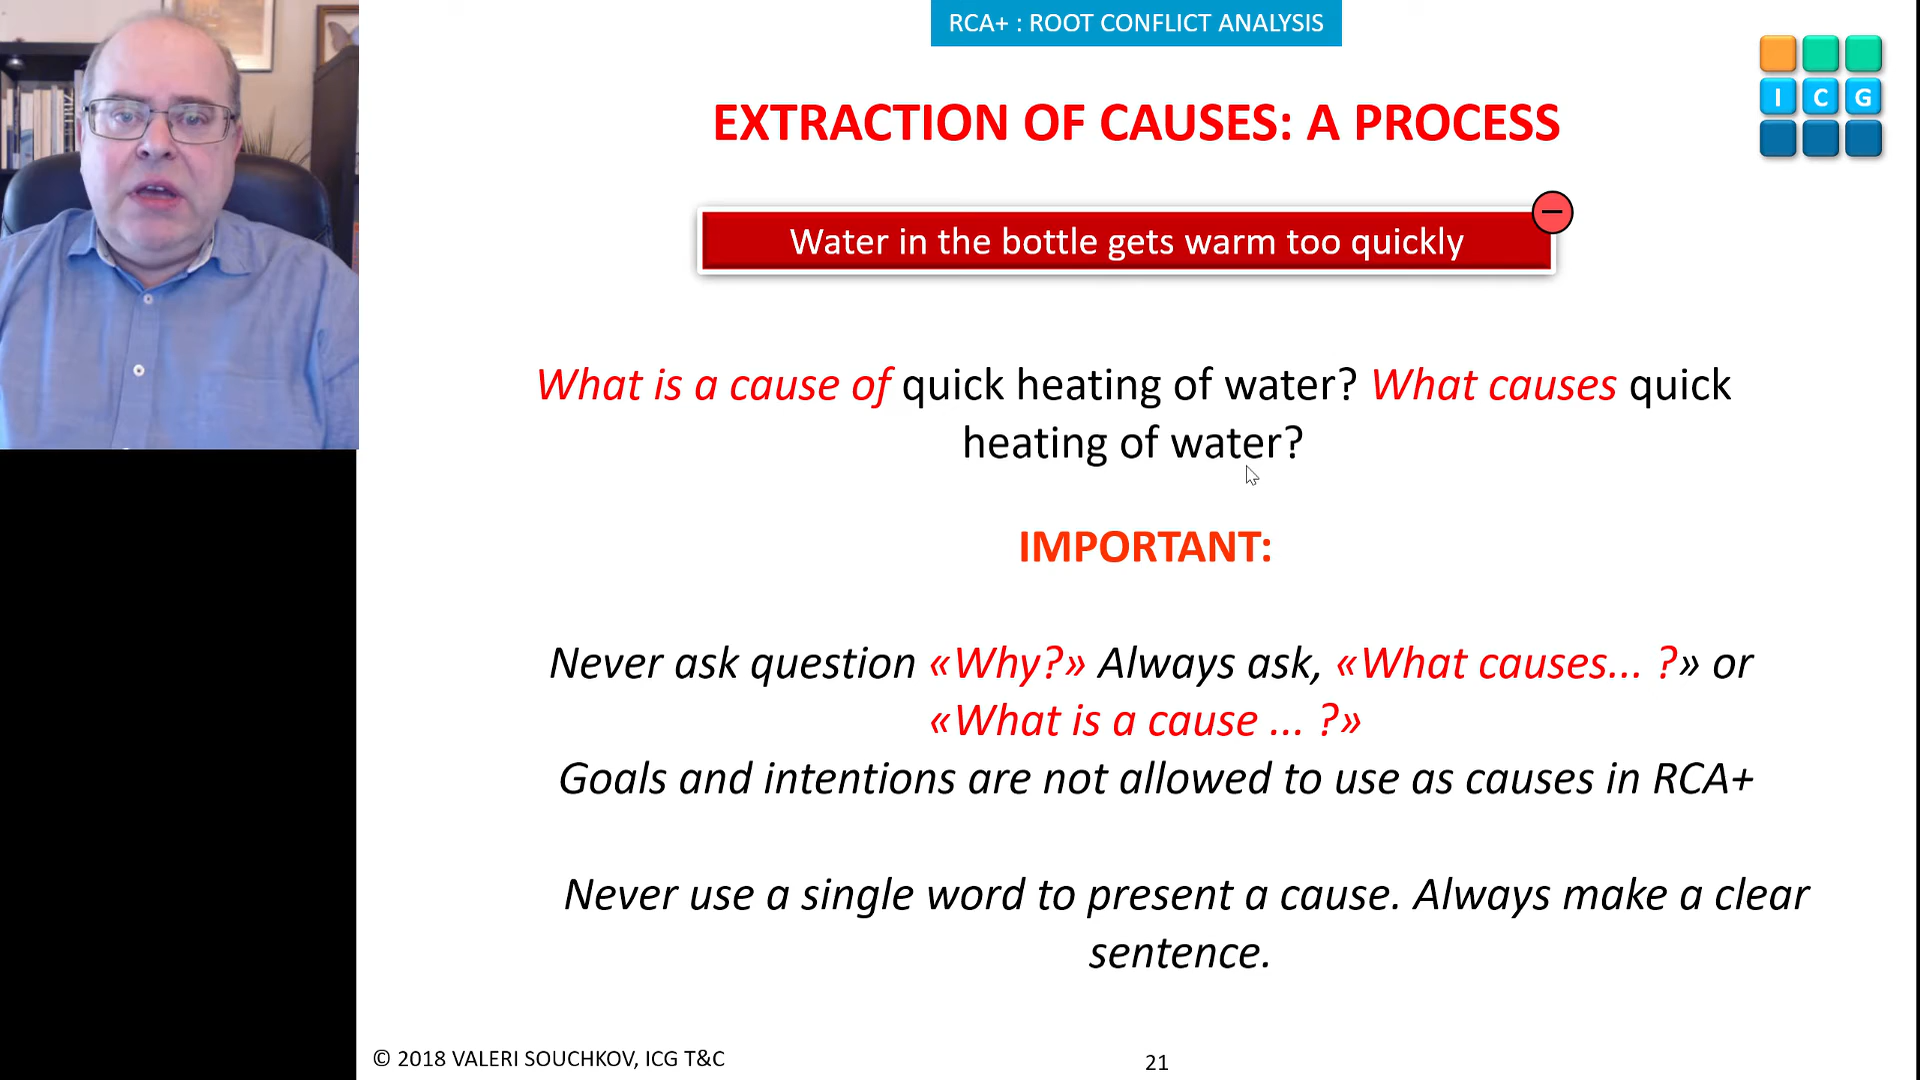 RCA+ : ROOT CONFLICT ANALYSIS
I C G
EXTRACTION OF CAUSES: A PROCESS
Water in the bottle gets warm too quickly
What is a cause of quick heating of water? What causes quick
heating of water?
IMPORTANT:
Never ask question «Why?» Always ask, «What causes... ?» or
«What is a cause ... ?»
Goals and intentions are not allowed to use as causes in RCA+
Never use a single word to present a cause. Always make a clear
sentence.
© 2018 VALERI SOUCHKOV, ICG T&C
21